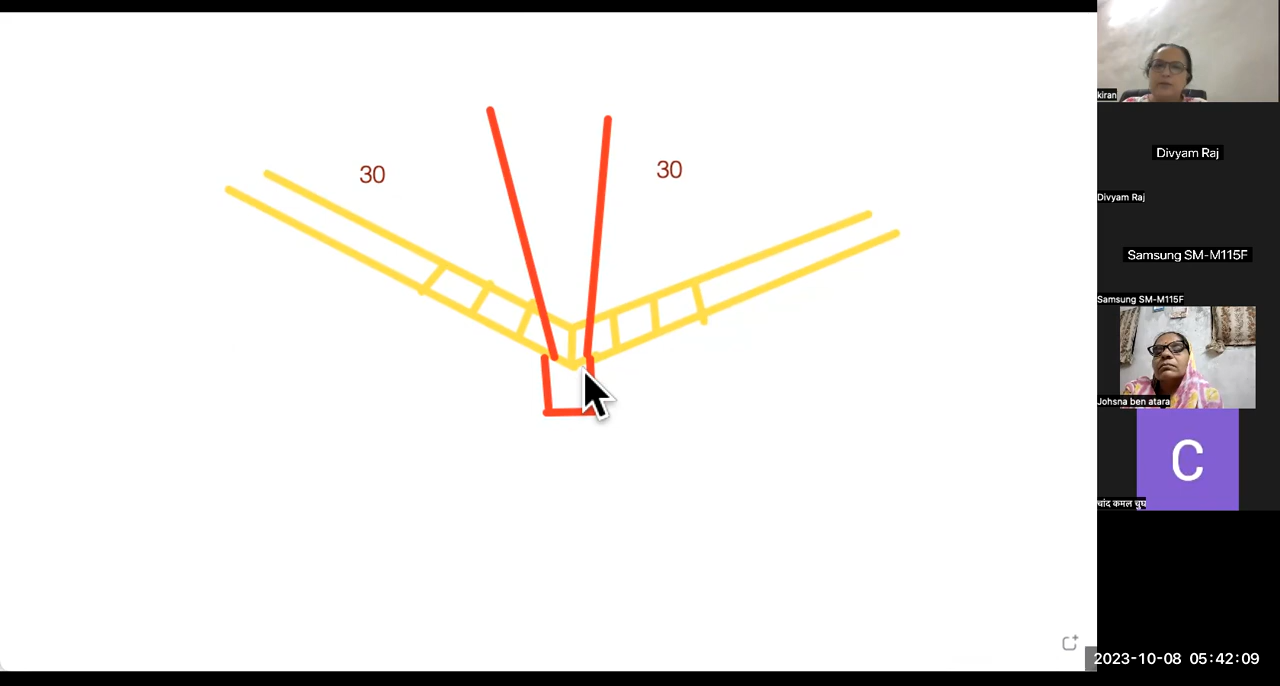 30
30
kiran
Divyam Raj
Divyam Raj
Samsung SM-M115F
Samsung SM-M115F
Johsna ben atara
C
चांद कमल चुघ
2023-10-08 05:42:09